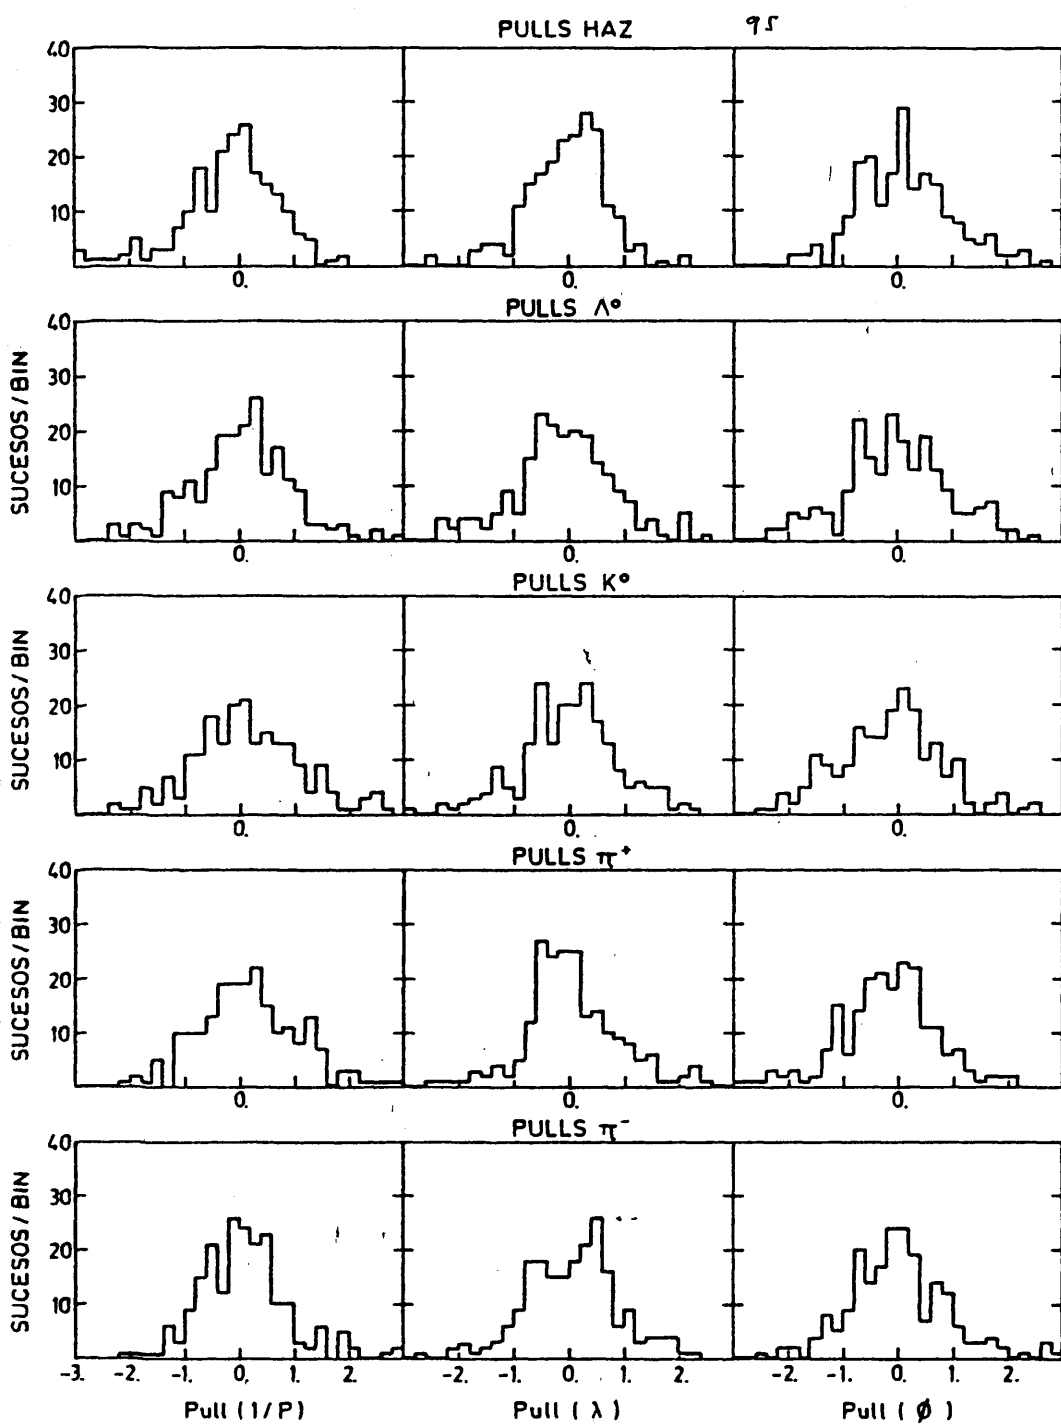 PULLS HAZ 95
40
30
20
10
0. 0. 0.
PULLS Λ°
SUCESOS / BIN
40
30
20
10
0. 0. 0.
PULLS K°
SUCESOS / BIN
40
30
20
10
0. 0. 0.
PULLS π⁺
SUCESOS / BIN
40
30
20
10
0. 0. 0.
PULLS π⁻
SUCESOS / BIN
40
30
20
10
-3. -2. -1. 0. 1. 2. -2. -1. 0. 1. 2. -2. -1. 0. 1. 2.
Pull (1/P) Pull (λ) Pull (ϕ)